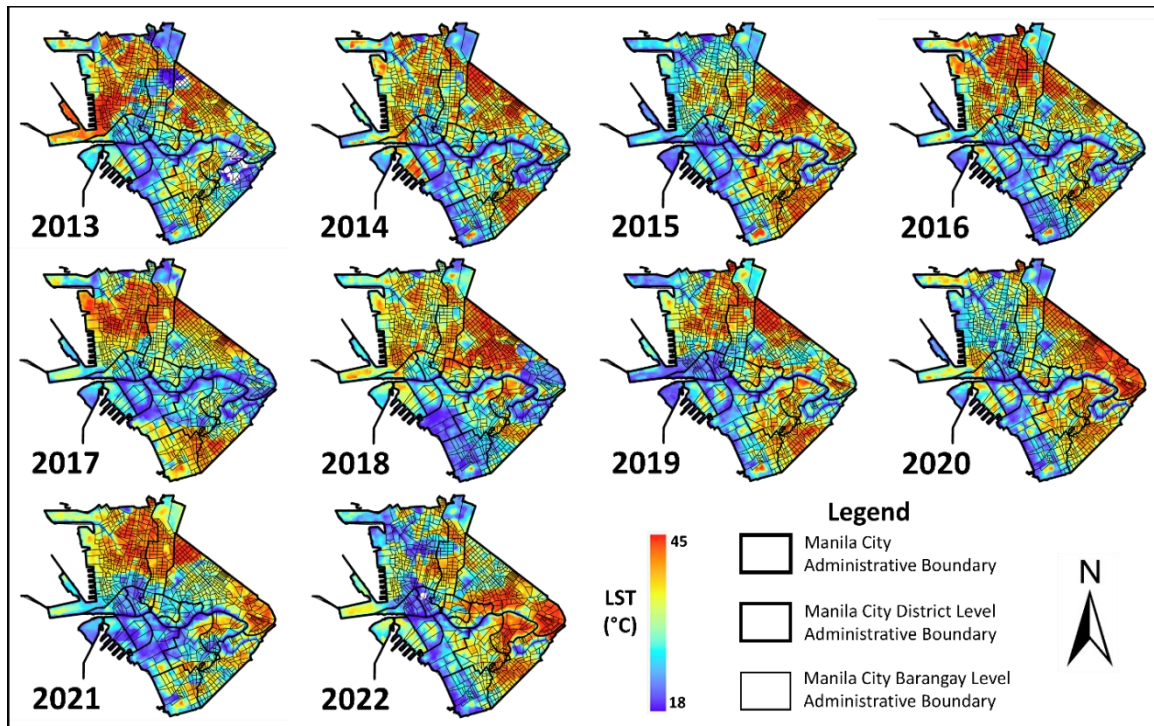 2013
2014
2015
2016
2017
2018
2019
2020
2021
2022
LST
(°C)
45
18
Legend
Manila City
Administrative Boundary
Manila City District Level
Administrative Boundary
Manila City Barangay Level
Administrative Boundary
N